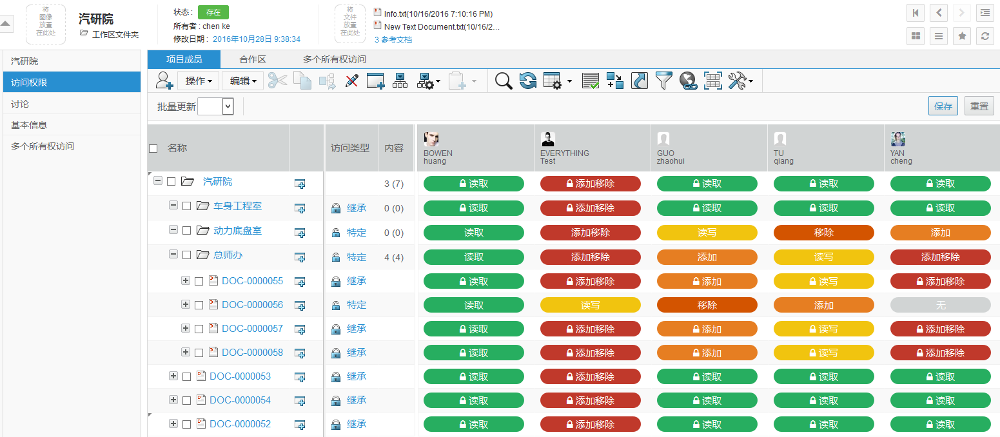 将
图像
放置
在此处
汽研院
工作区文件夹
状态 : 存在
所有者 : chen ke
修改日期 : 2016年10月28日 9:38:34
将
文件
放置
在此处
Info.txt(10/16/2016 7:10:16 PM)
New Text Document.txt(10/16/2...
3 参考文档
汽研院
访问权限
讨论
基本信息
多个所有权访问
项目成员 合作区 多个所有权访问
操作 编辑
批量更新 保存 重置
名称 访问类型 内容
BOWEN
huang
EVERYTHING
Test
GUO
zhaohui
TU
qiang
YAN
cheng
汽研院 3 (7) 读取 添加移除 读取 读取 读取
车身工程室 继承 0 (0) 读取 添加移除 读取 读取 读取
动力底盘室 特定 0 (0) 读取 添加移除 读写 移除 添加
总师办 特定 4 (4) 读取 添加移除 添加 读写 添加移除
DOC-0000055 继承 读取 添加移除 添加 读写 添加移除
DOC-0000056 特定 读取 读写 移除 添加 无
DOC-0000057 继承 读取 添加移除 添加 读写 添加移除
DOC-0000058 继承 读取 添加移除 添加 读写 添加移除
DOC-0000053 继承 读取 添加移除 读取 读取 读取
DOC-0000054 继承 读取 添加移除 读取 读取 读取
DOC-0000052 继承 读取 添加移除 读取 读取 读取